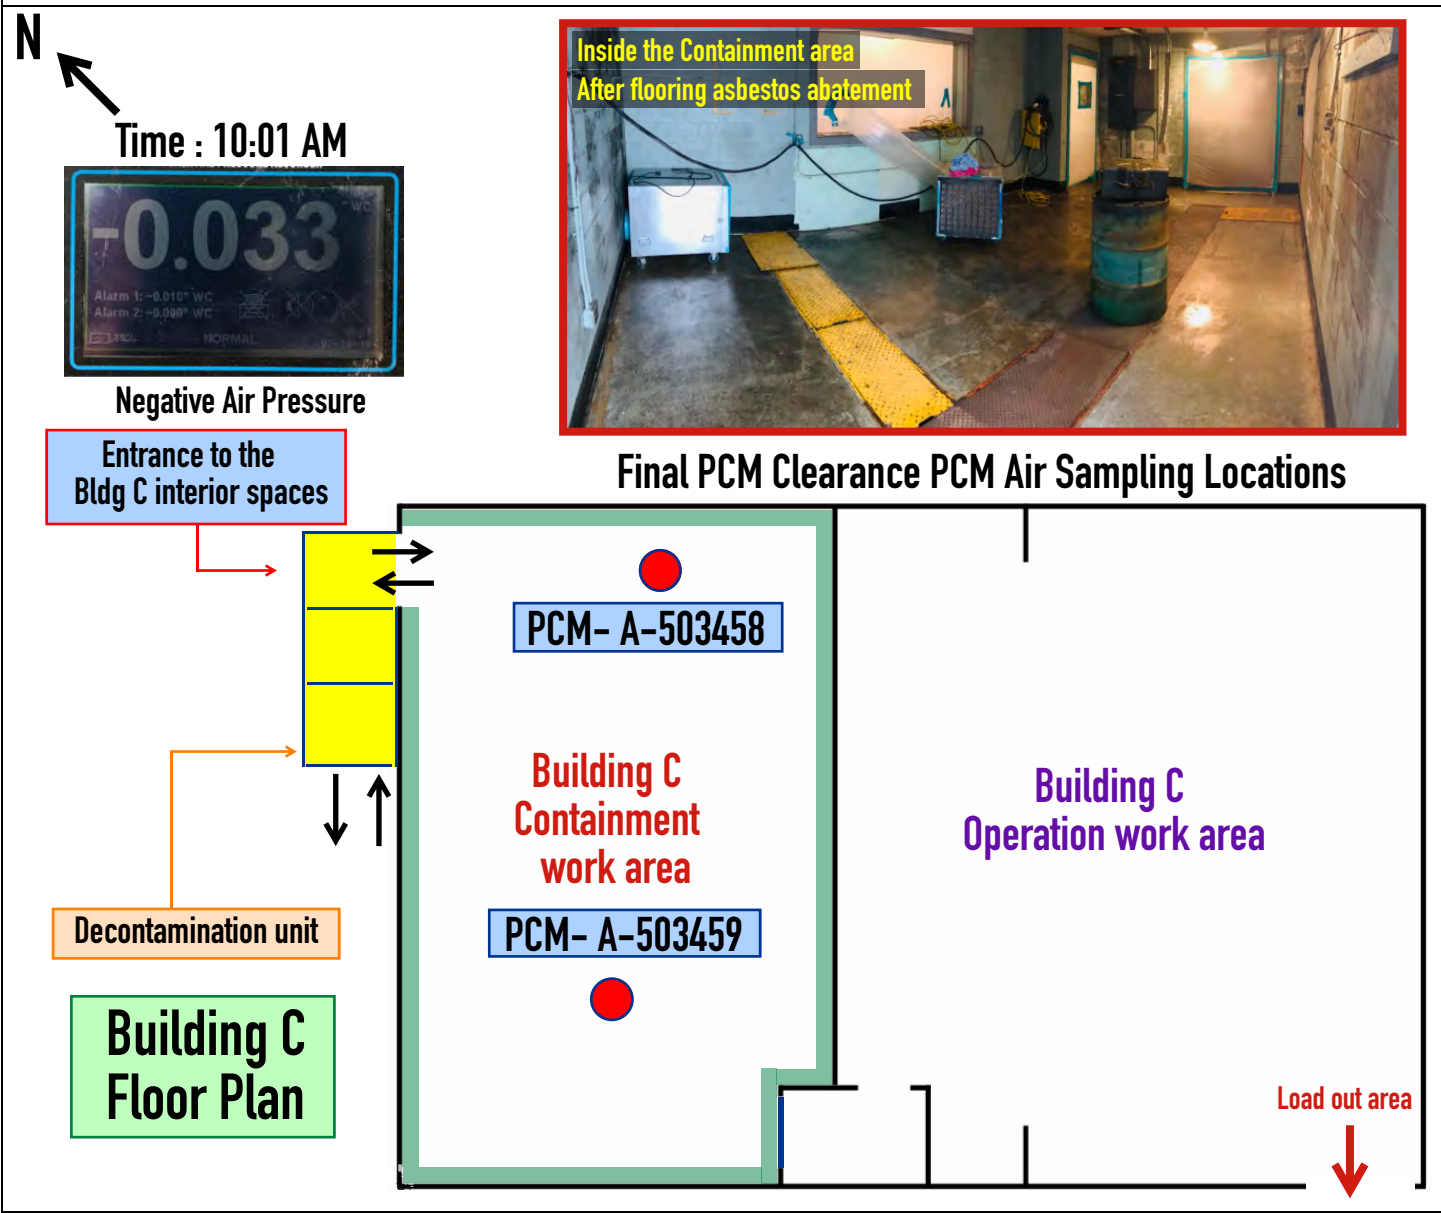 N
Time : 10:01 AM
-0.033
"WC
Alarm 1: -0.010" WC
Alarm 2: -0.090" WC
NORMAL
Negative Air Pressure
Inside the Containment area
After flooring asbestos abatement
Entrance to the
Bldg C interior spaces
Final PCM Clearance PCM Air Sampling Locations
PCM- A-503458
Building C
Containment
work area
Building C
Operation work area
PCM- A-503459
Decontamination unit
Building C
Floor Plan
Load out area